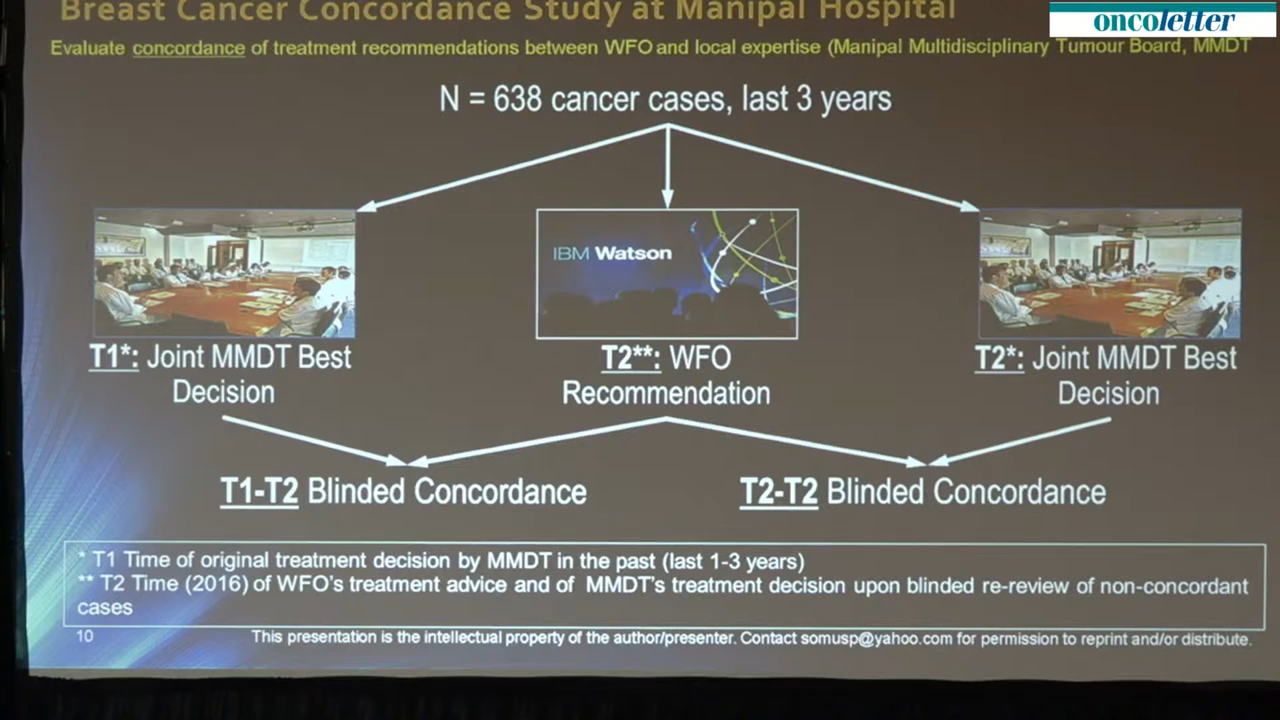 Breast Cancer Concordance Study at Manipal Hospital
oncoletter
Evaluate concordance of treatment recommendations between WFO and local expertise (Manipal Multidisciplinary Tumour Board, MMDT
N = 638 cancer cases, last 3 years
IBM Watson
T1*: Joint MMDT Best
Decision
T2**: WFO
Recommendation
T2*: Joint MMDT Best
Decision
T1-T2 Blinded Concordance
T2-T2 Blinded Concordance
* T1 Time of original treatment decision by MMDT in the past (last 1-3 years)
** T2 Time (2016) of WFO's treatment advice and of MMDT's treatment decision upon blinded re-review of non-concordant
cases
10
This presentation is the intellectual property of the author/presenter. Contact somusp@yahoo.com for permission to reprint and/or distribute.